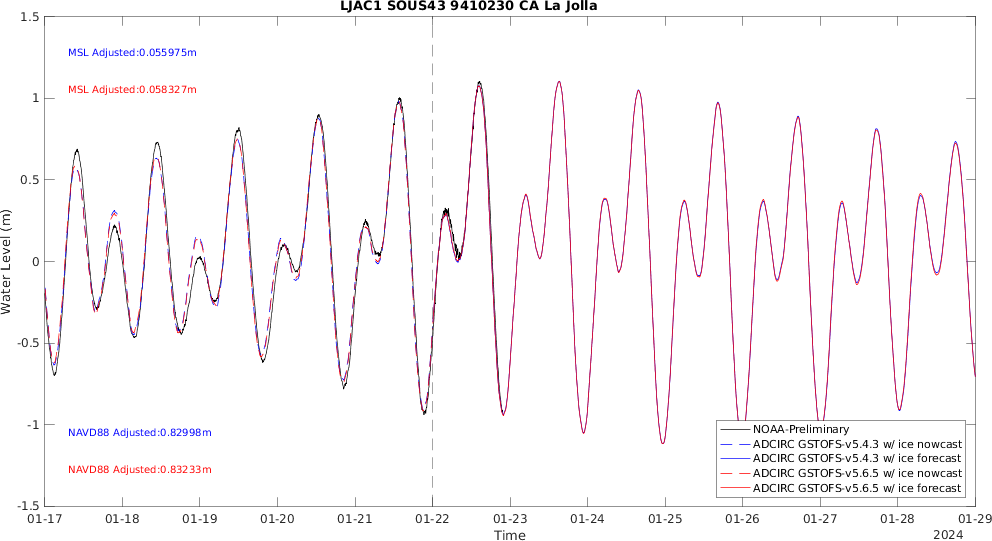 LJAC1 SOUS43 9410230 CA La Jolla
1.5
1
0.5
0
-0.5
-1
-1.5
Water Level (m)
MSL Adjusted:0.055975m
MSL Adjusted:0.058327m
NAVD88 Adjusted:0.82998m
NAVD88 Adjusted:0.83233m
NOAA-Preliminary
ADCIRC GSTOFS-v5.4.3 w/ ice nowcast
ADCIRC GSTOFS-v5.4.3 w/ ice forecast
ADCIRC GSTOFS-v5.6.5 w/ ice nowcast
ADCIRC GSTOFS-v5.6.5 w/ ice forecast
01-17 01-18 01-19 01-20 01-21 01-22 01-23 01-24 01-25 01-26 01-27 01-28 01-29
Time
2024